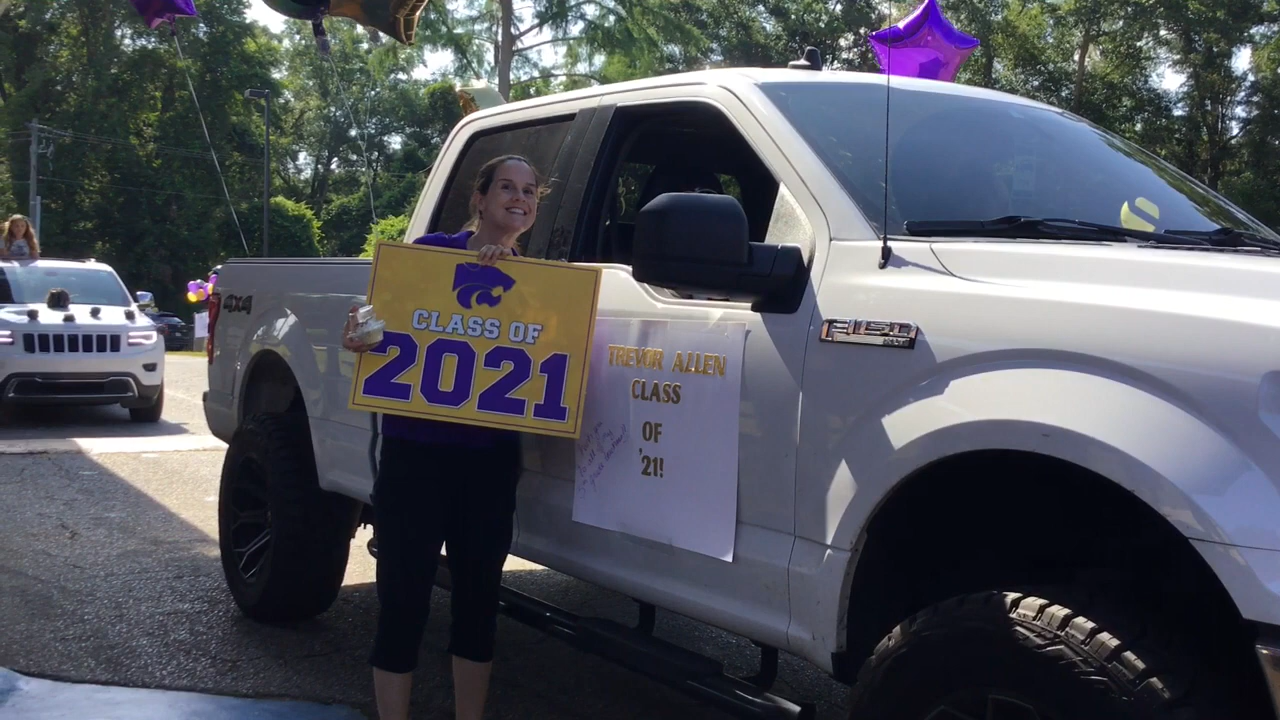 4x4
CLASS OF
2021
F150
TREVOR ALLEN
CLASS
OF
'21!